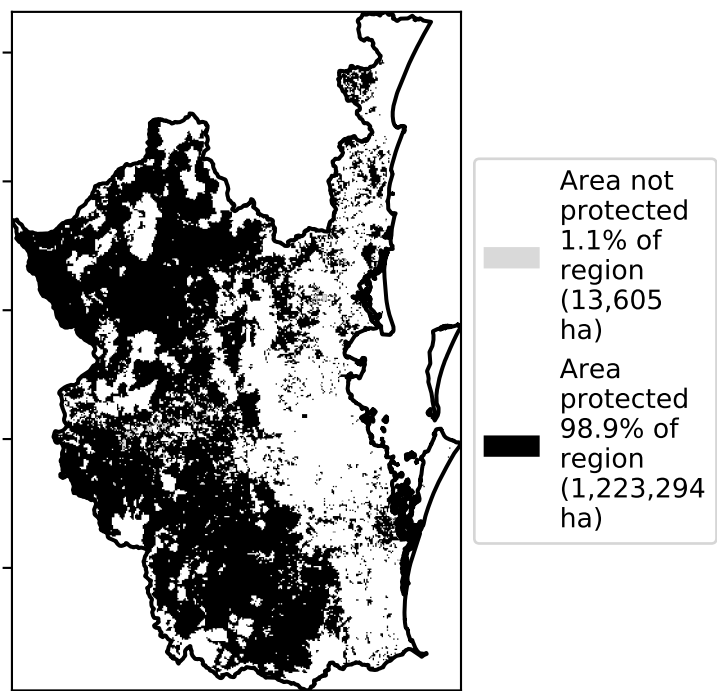 Area not
protected
1.1% of
region
(13,605
ha)
Area
protected
98.9% of
region
(1,223,294
ha)